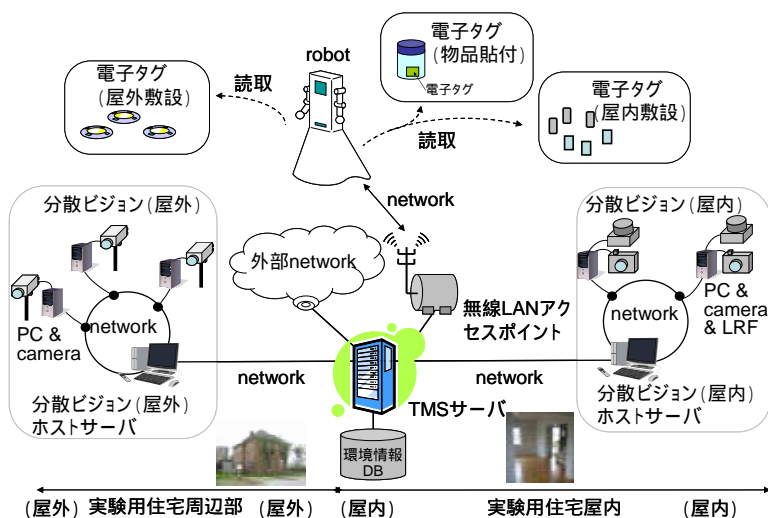 robot
電子タグ
(屋外敷設)
読取
電子タグ
(物品貼付)
電子タグ
読取
電子タグ
(屋内敷設)
network
分散ビジョン(屋外)
network
PC &
camera
分散ビジョン(屋外)
ホストサーバ
外部network
無線LANアク
セスポイント
network
TMSサーバ
環境情報
DB
network
分散ビジョン(屋内)
network
PC &
camera
& LRF
分散ビジョン(屋内)
ホストサーバ
(屋外) 実験用住宅周辺部 (屋外) (屋内) 実験用住宅屋内 (屋内)